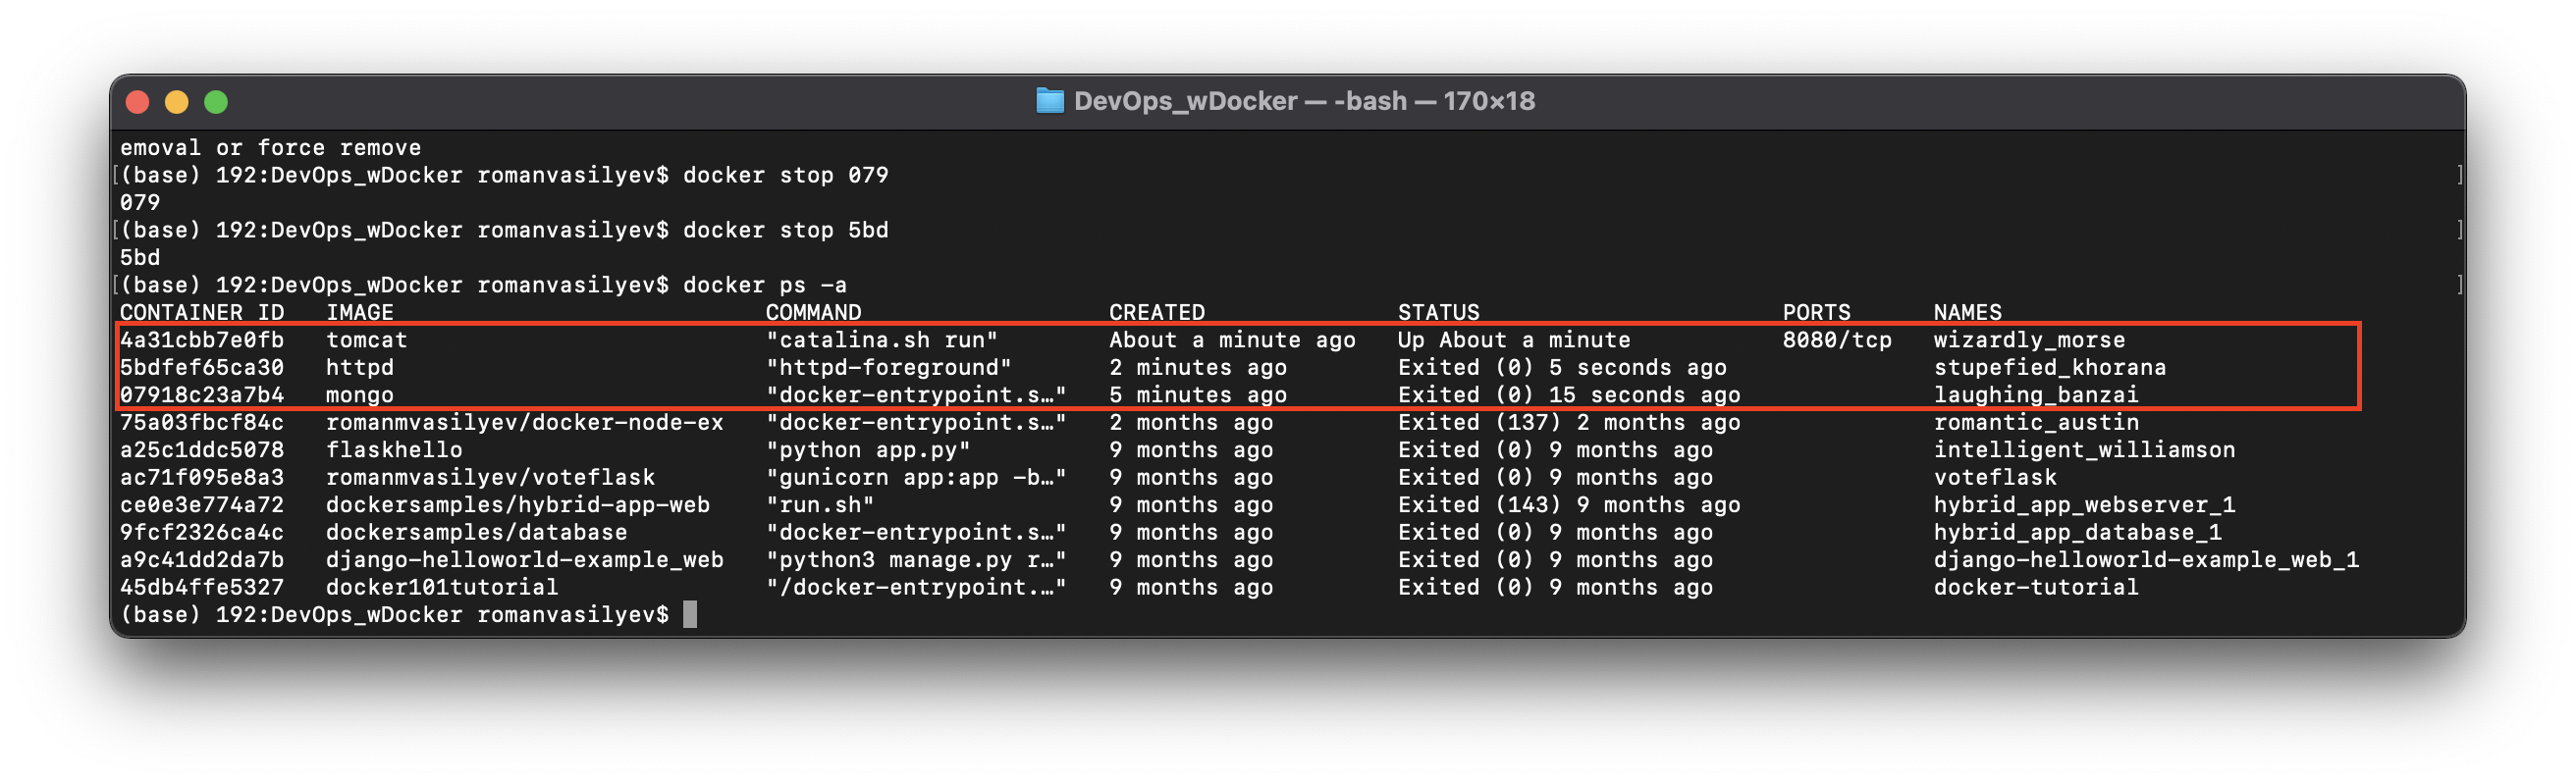 DevOps_wDocker — -bash — 170×18
emoval or force remove
[(base) 192:DevOps_wDocker romanvasilyev$ docker stop 079 ]
079
[(base) 192:DevOps_wDocker romanvasilyev$ docker stop 5bd ]
5bd
[(base) 192:DevOps_wDocker romanvasilyev$ docker ps -a ]
CONTAINER ID   IMAGE                           COMMAND                  CREATED              STATUS                      PORTS      NAMES
4a31cbb7e0fb   tomcat                          "catalina.sh run"        About a minute ago   Up About a minute           8080/tcp   wizardly_morse
5bdfef65ca30   httpd                           "httpd-foreground"       2 minutes ago        Exited (0) 5 seconds ago               stupefied_khorana
07918c23a7b4   mongo                           "docker-entrypoint.s…"   5 minutes ago        Exited (0) 15 seconds ago              laughing_banzai
75a03fbcf84c   romanmvasilyev/docker-node-ex   "docker-entrypoint.s…"   2 months ago         Exited (137) 2 months ago              romantic_austin
a25c1ddc5078   flaskhello                      "python app.py"          9 months ago         Exited (0) 9 months ago                intelligent_williamson
ac71f095e8a3   romanmvasilyev/voteflask        "gunicorn app:app -b…"   9 months ago         Exited (0) 9 months ago                voteflask
ce0e3e774a72   dockersamples/hybrid-app-web    "run.sh"                 9 months ago         Exited (143) 9 months ago              hybrid_app_webserver_1
9fcf2326ca4c   dockersamples/database          "docker-entrypoint.s…"   9 months ago         Exited (0) 9 months ago                hybrid_app_database_1
a9c41dd2da7b   django-helloworld-example_web   "python3 manage.py r…"   9 months ago         Exited (0) 9 months ago                django-helloworld-example_web_1
45db4ffe5327   docker101tutorial               "/docker-entrypoint.…"   9 months ago         Exited (0) 9 months ago                docker-tutorial
(base) 192:DevOps_wDocker romanvasilyev$